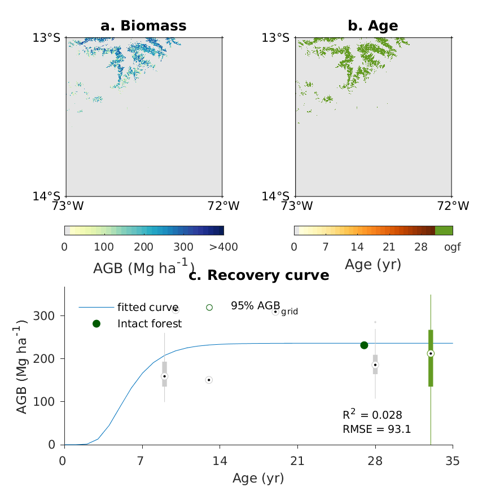 a. Biomass
b. Age
13°S
14°S
73°W
72°W
13°S
14°S
73°W
72°W
0 100 200 300 >400
AGB (Mg ha⁻¹)
0 7 14 21 28 ogf
Age (yr)
c. Recovery curve
fitted curve
95% AGBgrid
Intact forest
AGB (Mg ha⁻¹)
300
200
100
0
R² = 0.028
RMSE = 93.1
0 7 14 21 28 35
Age (yr)